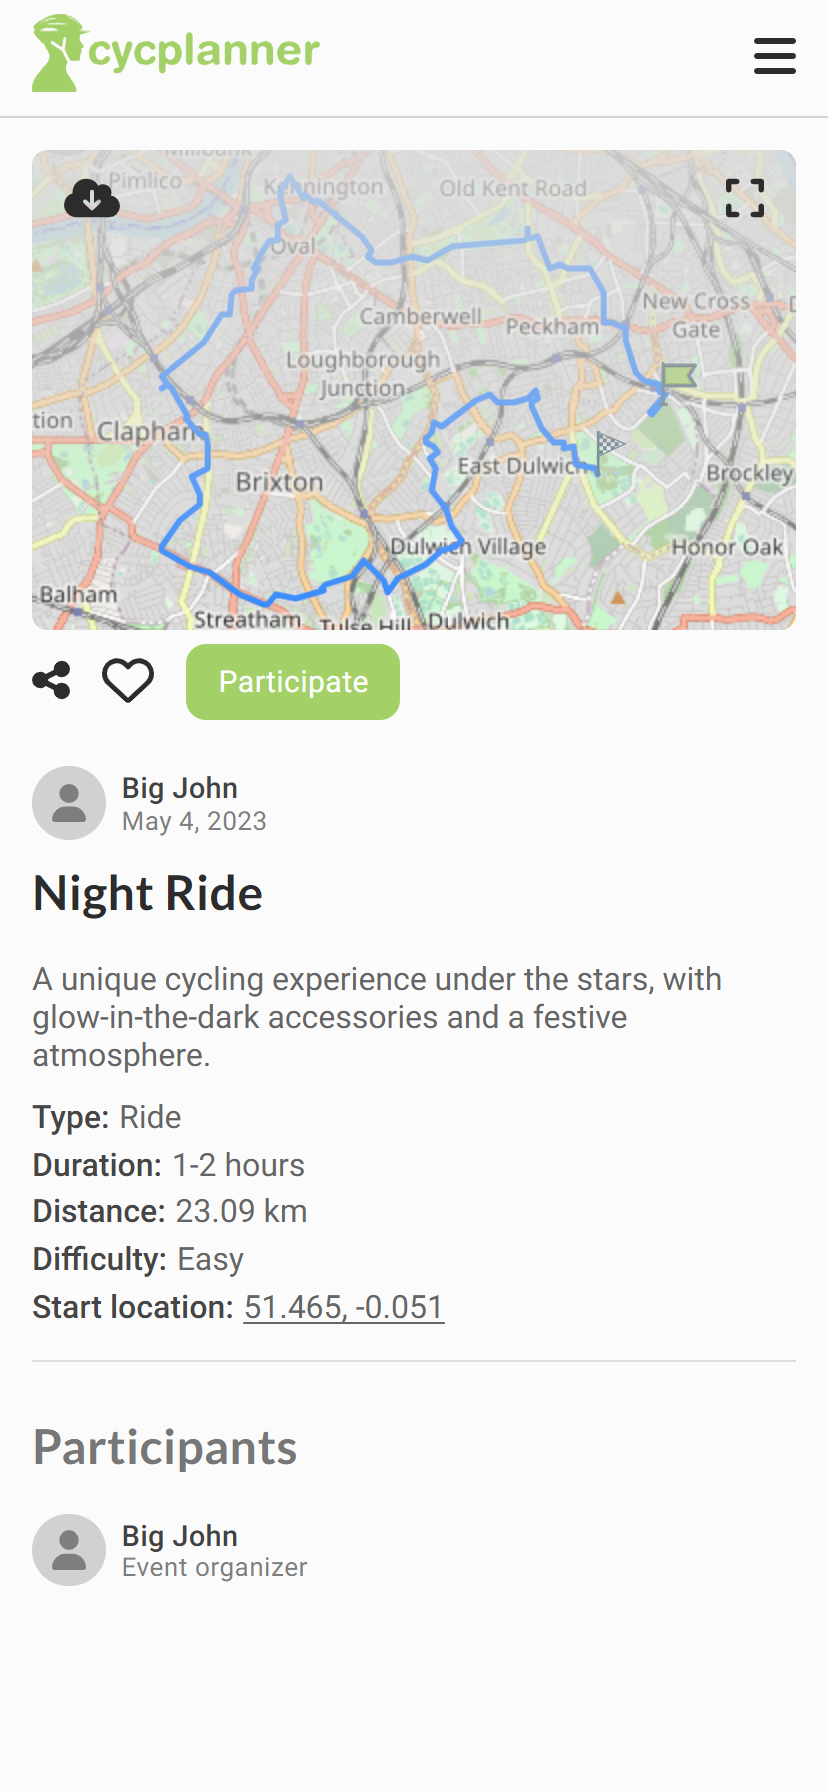 cycplanner
Millbank
Pimlico
Kennington
Old Kent Road
Oval
New Cross
Gate
Camberwell
Peckham
Loughborough
Junction
tion
Clapham
East Dulwich
Brixton
Brockley
Dulwich Village
Honor Oak
Balham
Streatham
Tulse Hill
Dulwich
Participate
Big John
May 4, 2023
Night Ride
A unique cycling experience under the stars, with
glow-in-the-dark accessories and a festive
atmosphere.
Type: Ride
Duration: 1-2 hours
Distance: 23.09 km
Difficulty: Easy
Start location: 51.465, -0.051
Participants
Big John
Event organizer